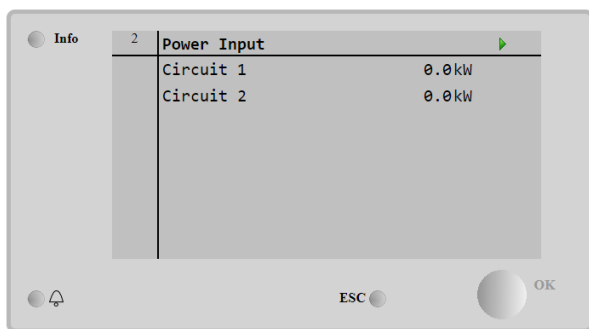 Info
2 Power Input
Circuit 1 0.0kW
Circuit 2 0.0kW
ESC
OK